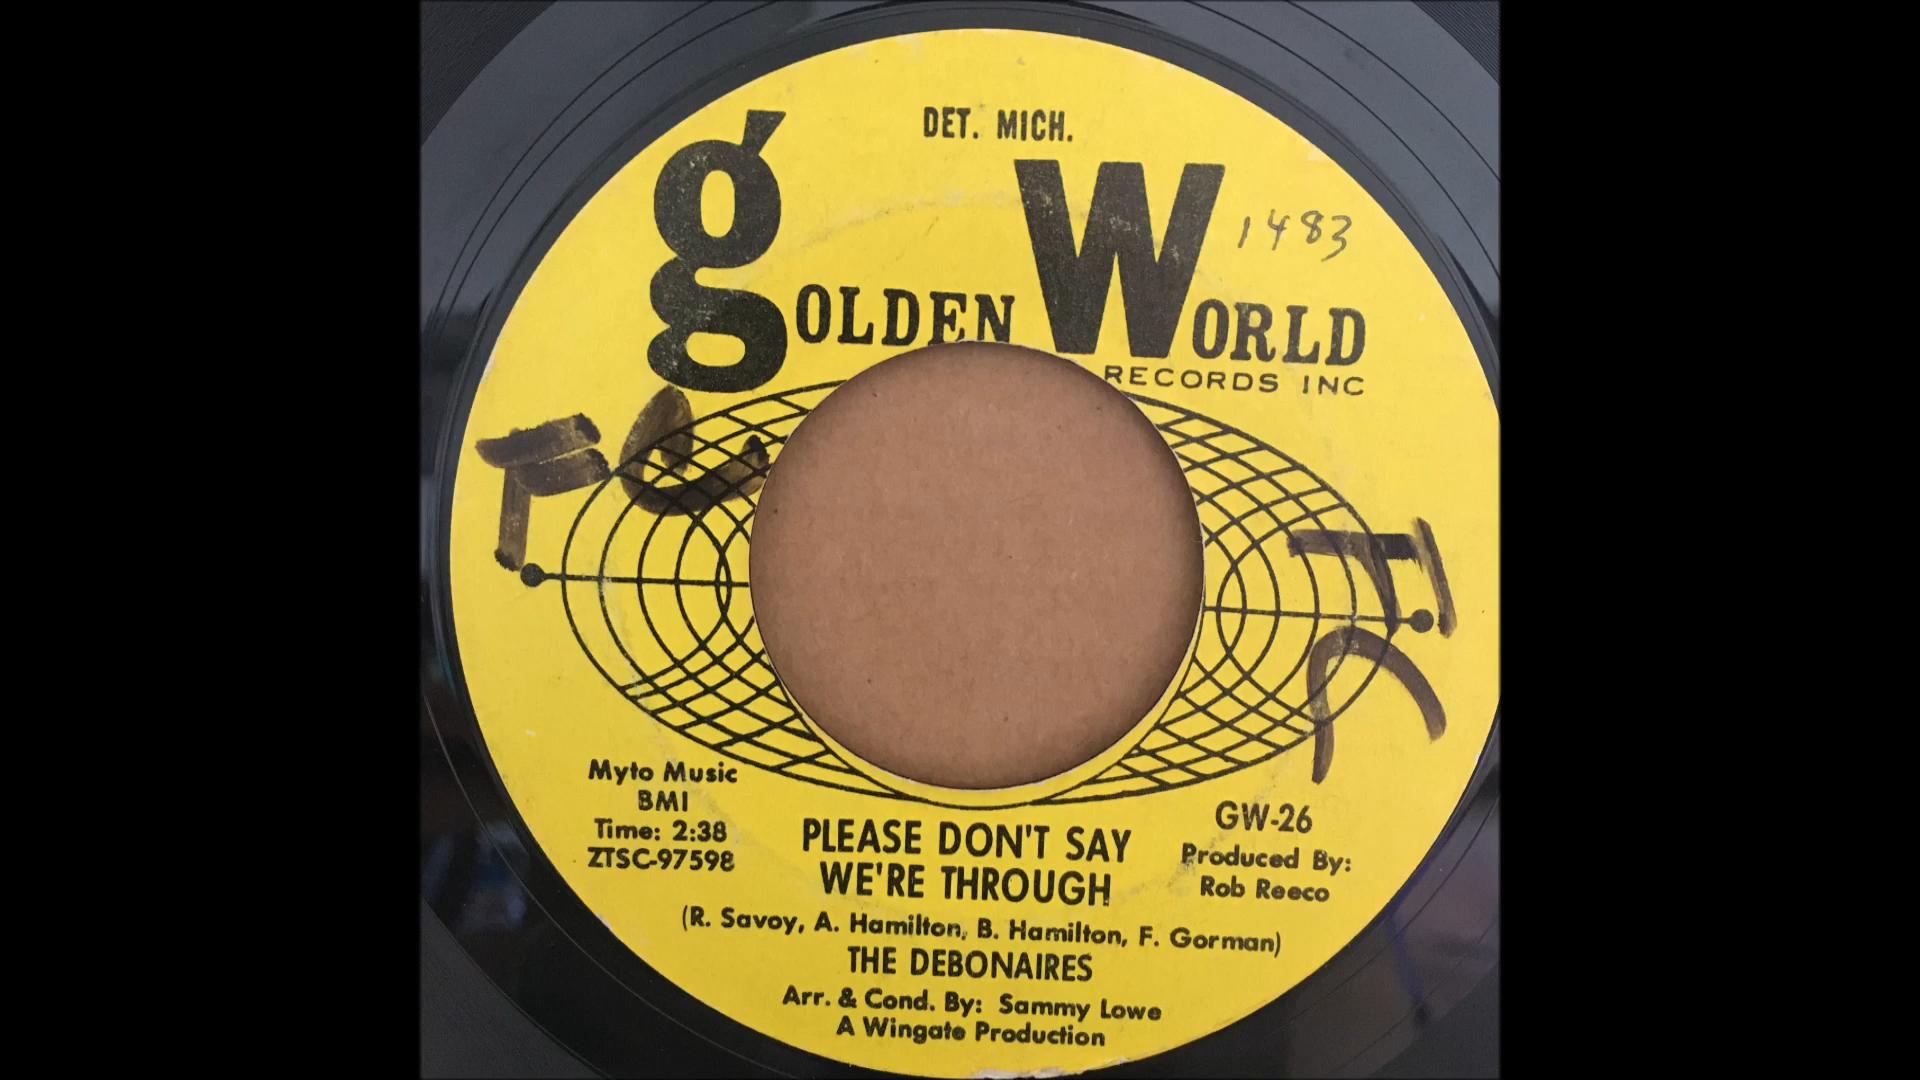 DET. MICH.
golden World
RECORDS INC
1483
Myto Music
BMI
Time: 2:38
ZTSC-97598
GW-26
Produced By:
Rob Reeco
PLEASE DON'T SAY
WE'RE THROUGH
(R. Savoy, A. Hamilton, B. Hamilton, F. Gorman)
THE DEBONAIRES
Arr. & Cond. By: Sammy Lowe
A Wingate Production